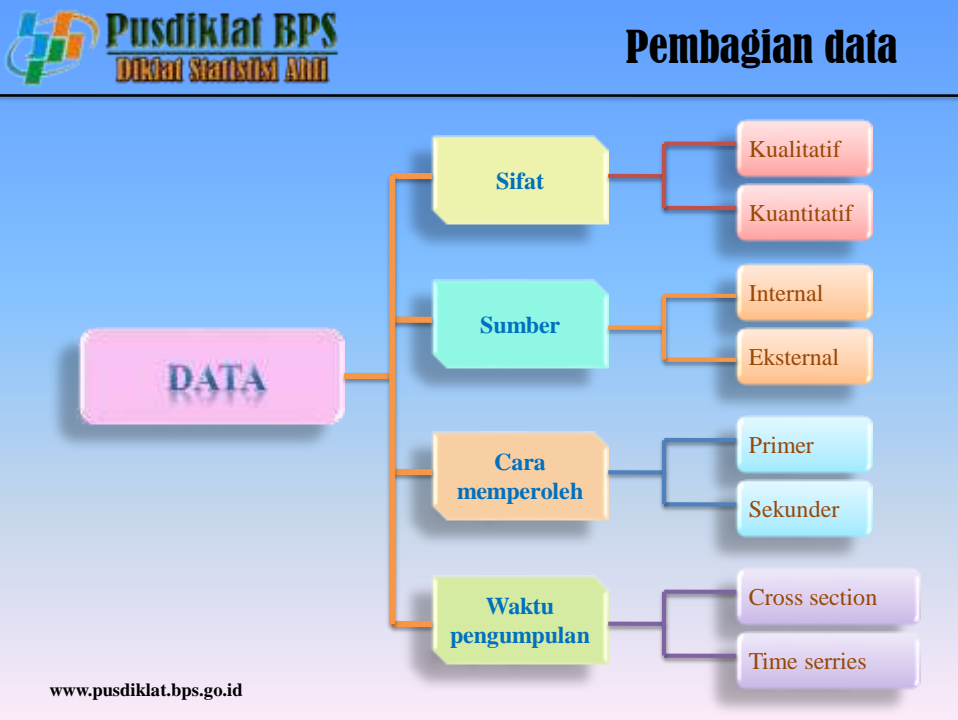 Pusdiklat BPS
Diklat Statistisi Ahli
Pembagian data
DATA
Sifat
Kualitatif
Kuantitatif
Sumber
Internal
Eksternal
Cara
memperoleh
Primer
Sekunder
Waktu
pengumpulan
Cross section
Time serries
www.pusdiklat.bps.go.id